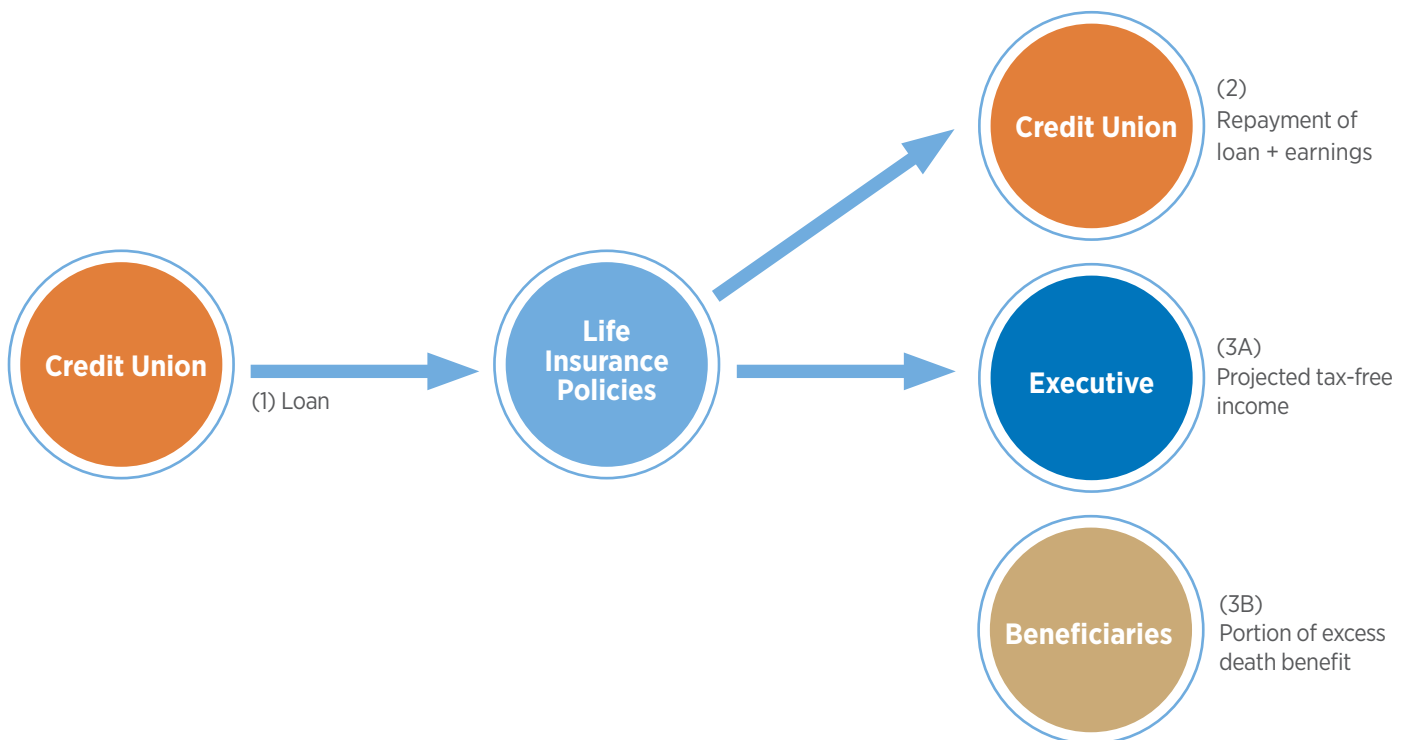 Credit Union
(1) Loan
Life
Insurance
Policies
Credit Union
(2)
Repayment of
loan + earnings
Executive
(3A)
Projected tax-free
income
Beneficiaries
(3B)
Portion of excess
death benefit